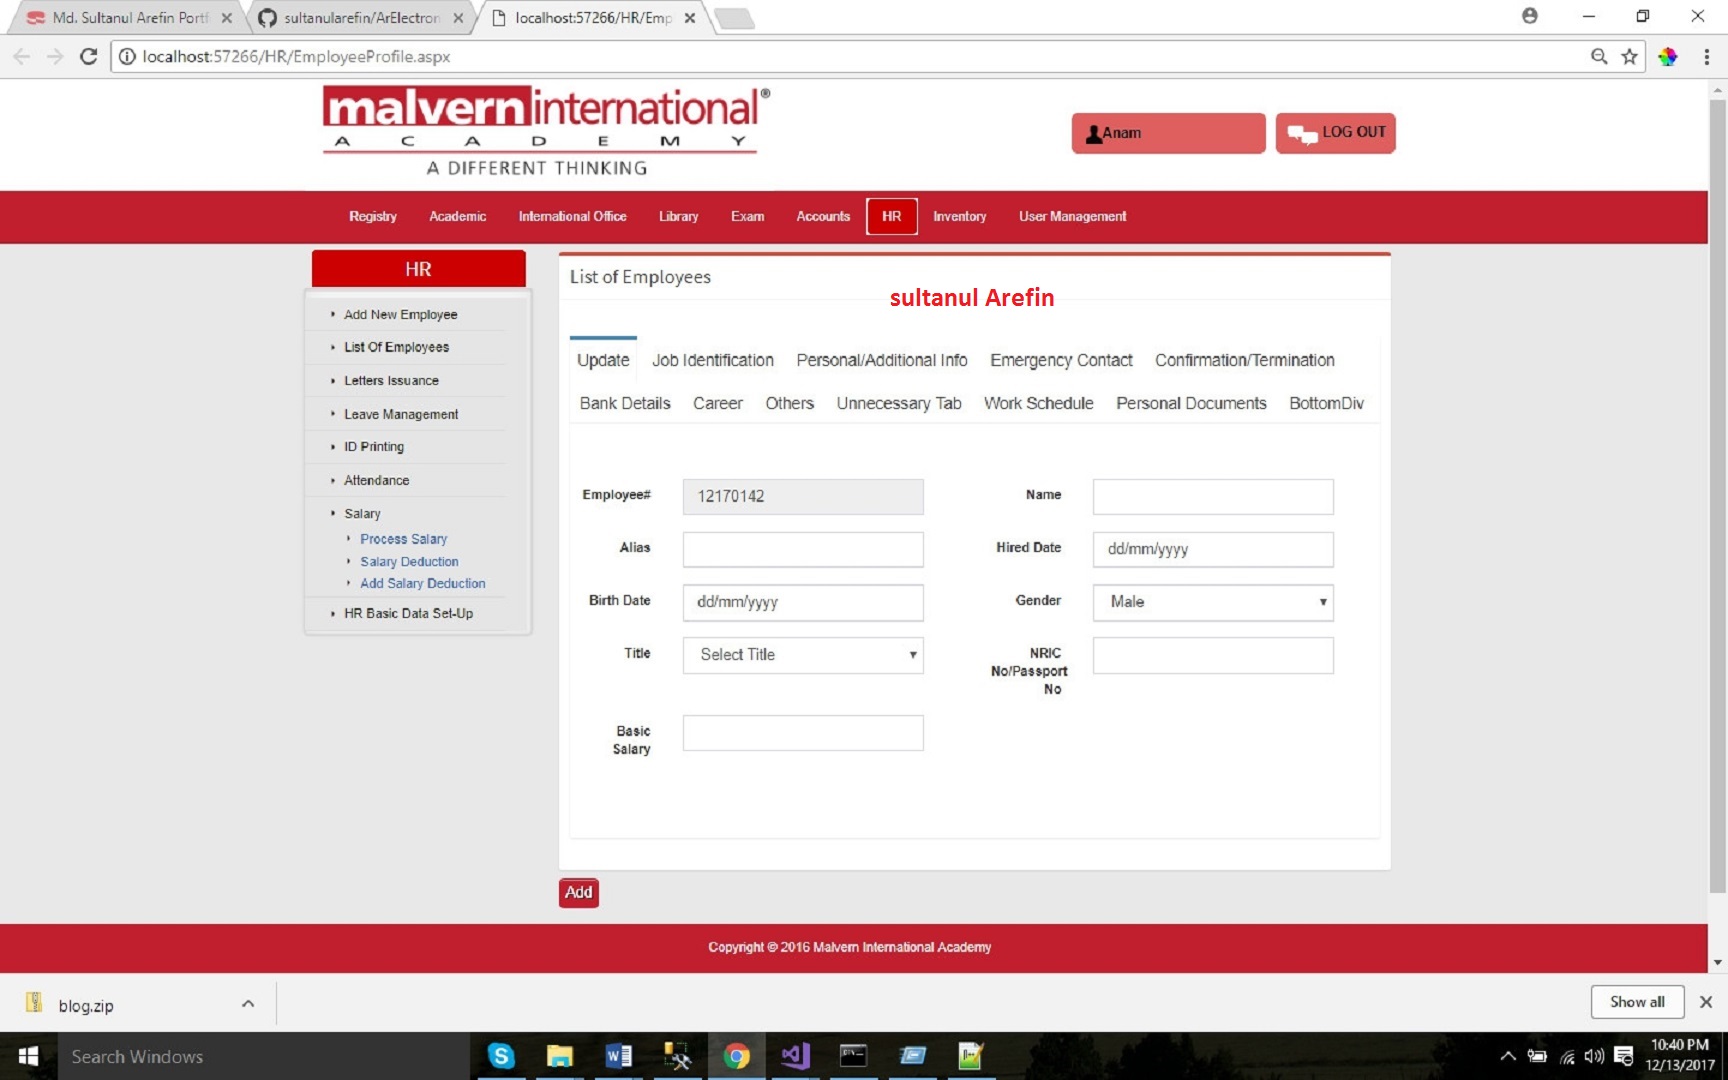 Md. Sultanul Arefin Portf
sultanularefin/ArElectron
localhost:57266/HR/Emp
localhost:57266/HR/EmployeeProfile.aspx
malverninternational®
ACADEMY
A DIFFERENT THINKING
Anam
LOG OUT
Registry Academic International Office Library Exam Accounts HR Inventory User Management
HR
Add New Employee
List Of Employees
Letters Issuance
Leave Management
ID Printing
Attendance
Salary
Process Salary
Salary Deduction
Add Salary Deduction
HR Basic Data Set-Up
List of Employees
sultanul Arefin
Update Job Identification Personal/Additional Info Emergency Contact Confirmation/Termination
Bank Details Career Others Unnecessary Tab Work Schedule Personal Documents BottomDiv
Employee# 12170142
Name
Alias
Hired Date dd/mm/yyyy
Birth Date dd/mm/yyyy
Gender Male
Title Select Title
NRIC
No/Passport
No
Basic
Salary
Add
Copyright © 2016 Malvern International Academy
blog.zip
Show all
Search Windows
10:40 PM
12/13/2017